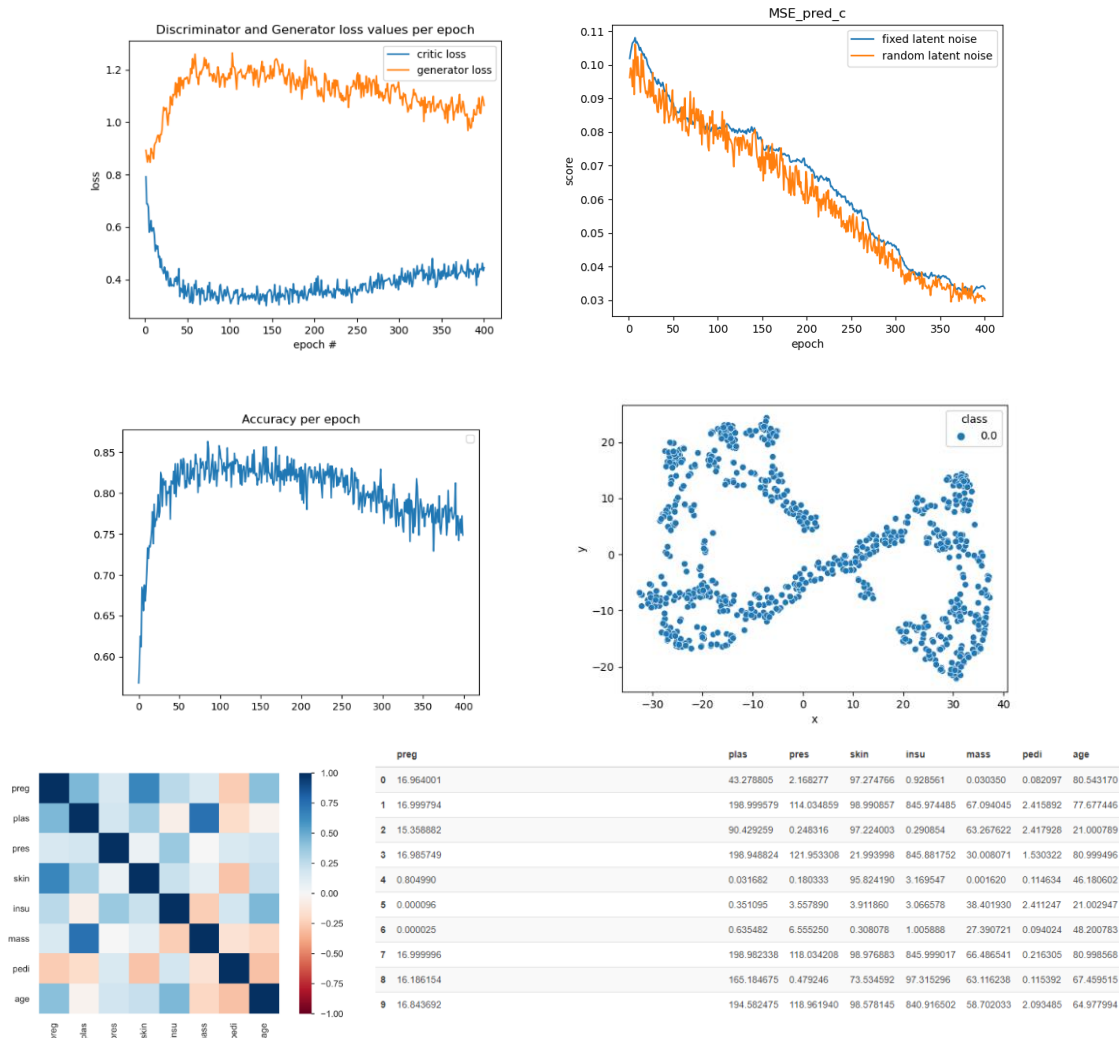 Discriminator and Generator loss values per epoch
critic loss
generator loss
1.2
1.0
0.8
0.6
0.4
loss
0 50 100 150 200 250 300 350 400
epoch #
MSE_pred_c
fixed latent noise
random latent noise
0.11
0.10
0.09
0.08
0.07
0.06
0.05
0.04
0.03
score
0 50 100 150 200 250 300 350 400
epoch
Accuracy per epoch
0.85
0.80
0.75
0.70
0.65
0.60
0 50 100 150 200 250 300 350 400
class
0.0
20
10
0
−10
−20
y
−30 −20 −10 0 10 20 30 40
x
preg
plas
pres
skin
insu
mass
pedi
age
plas pres skin mass pedi age
1.00
0.75
0.50
0.25
0.00
−0.25
−0.50
−0.75
−1.00
preg plas pres skin insu mass pedi age
0 16.964001 43.278805 2.168277 97.274766 0.928561 0.030350 0.082097 80.543170
1 16.999794 198.999579 114.034859 98.990857 845.974485 67.094045 2.415892 77.677446
2 15.358882 90.429259 0.248316 97.224003 0.290854 63.267622 2.417928 21.000789
3 16.985749 198.948824 121.953308 21.993998 845.881752 30.008071 1.530322 80.999496
4 0.804990 0.031682 0.180333 95.824190 3.169547 0.001620 0.114634 46.180602
5 0.000096 0.351095 3.557890 3.911860 3.066578 38.401930 2.411247 21.002947
6 0.000025 0.635482 6.555250 0.308078 1.005888 27.390721 0.094024 48.200783
7 16.999996 198.982338 118.034208 98.976883 845.999017 66.486541 0.216305 80.998568
8 16.186154 165.184675 0.479246 73.534592 97.315296 63.116238 0.115392 67.459515
9 16.843692 194.582475 118.961940 98.578145 840.916502 58.702033 2.093485 64.977994